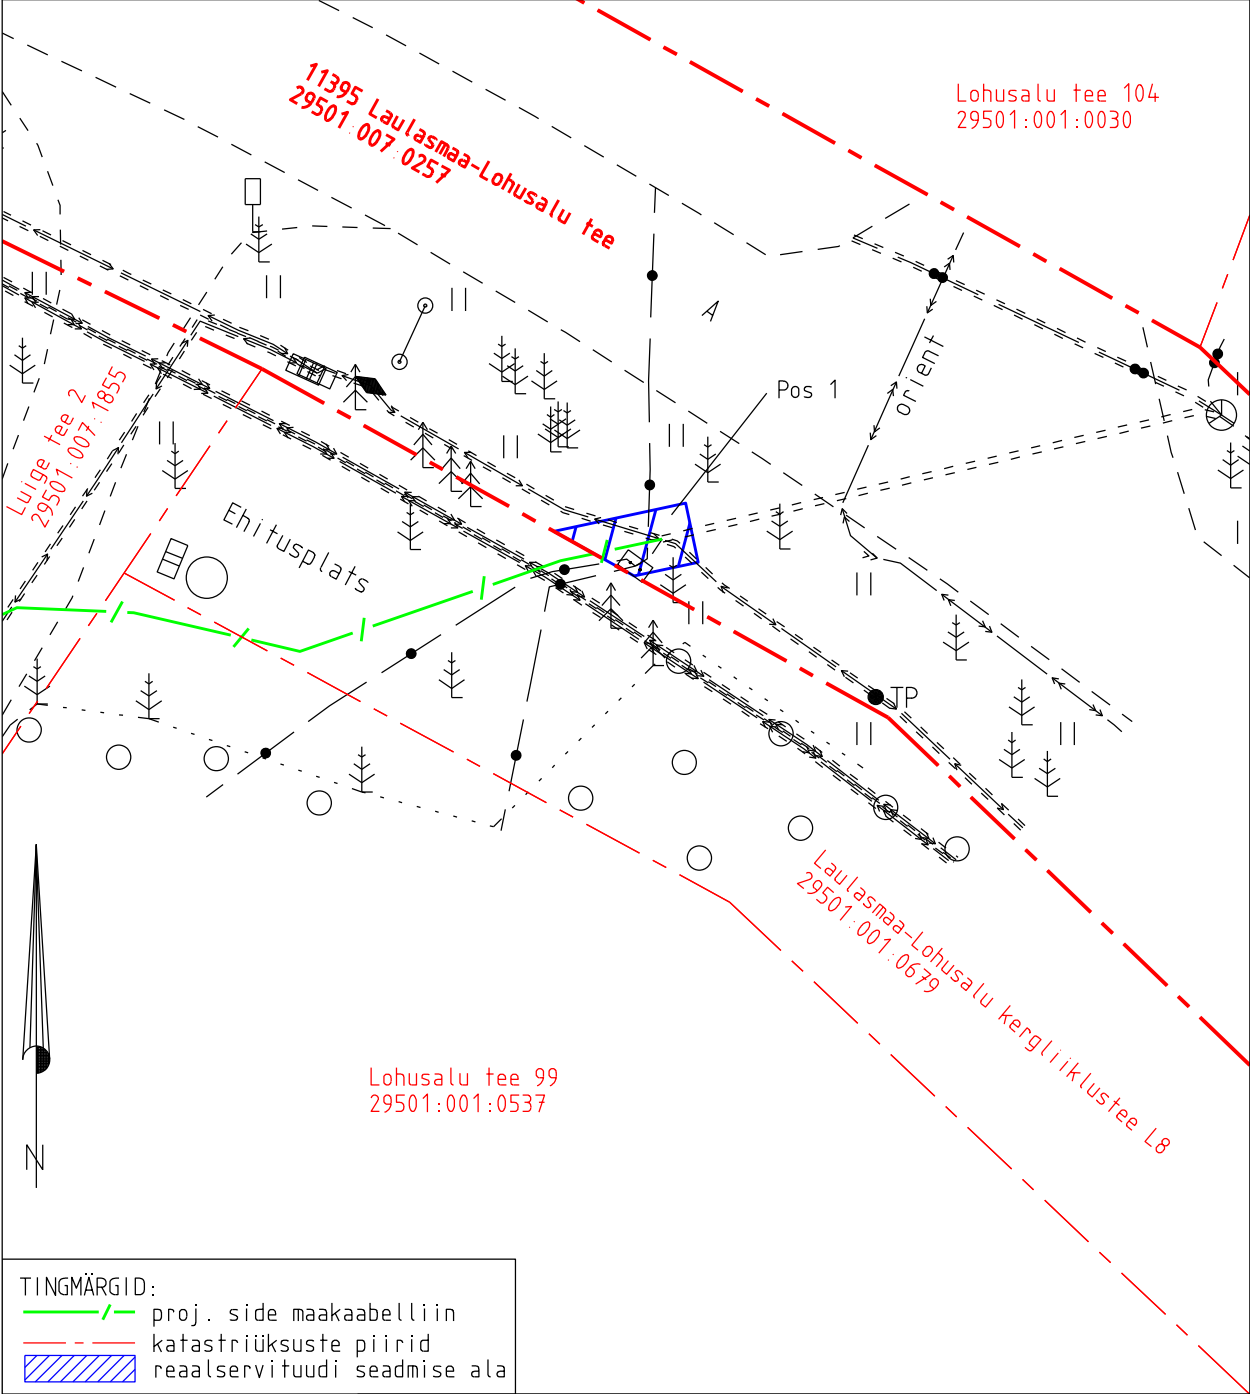 Lohusalu tee 104
29501:001:0030
11395 Laulasmaa-Lohusalu tee
29501:007:0257
A
orient
Pos 1
Luige tee 2
29501:007:1855
Ehitusplats
TP
Laulasmaa-Lohusalu kergliiklustee L8
29501:001:0679
Lohusalu tee 99
29501:001:0537
N
TINGMÄRGID:
proj. side maakaabelliin
katastriüksuste piirid
reaalservituudi seadmise ala